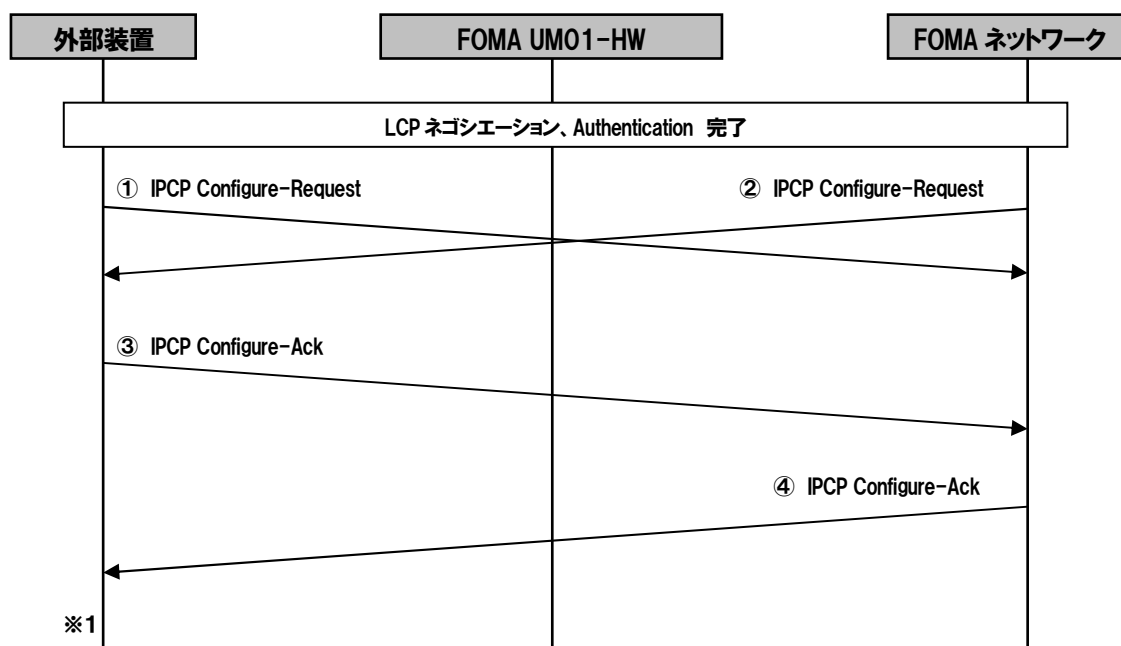 外部装置
FOMA UM01-HW
FOMA ネットワーク
LCP ネゴシエーション、Authentication 完了
① IPCP Configure-Request
② IPCP Configure-Request
③ IPCP Configure-Ack
④ IPCP Configure-Ack
※1